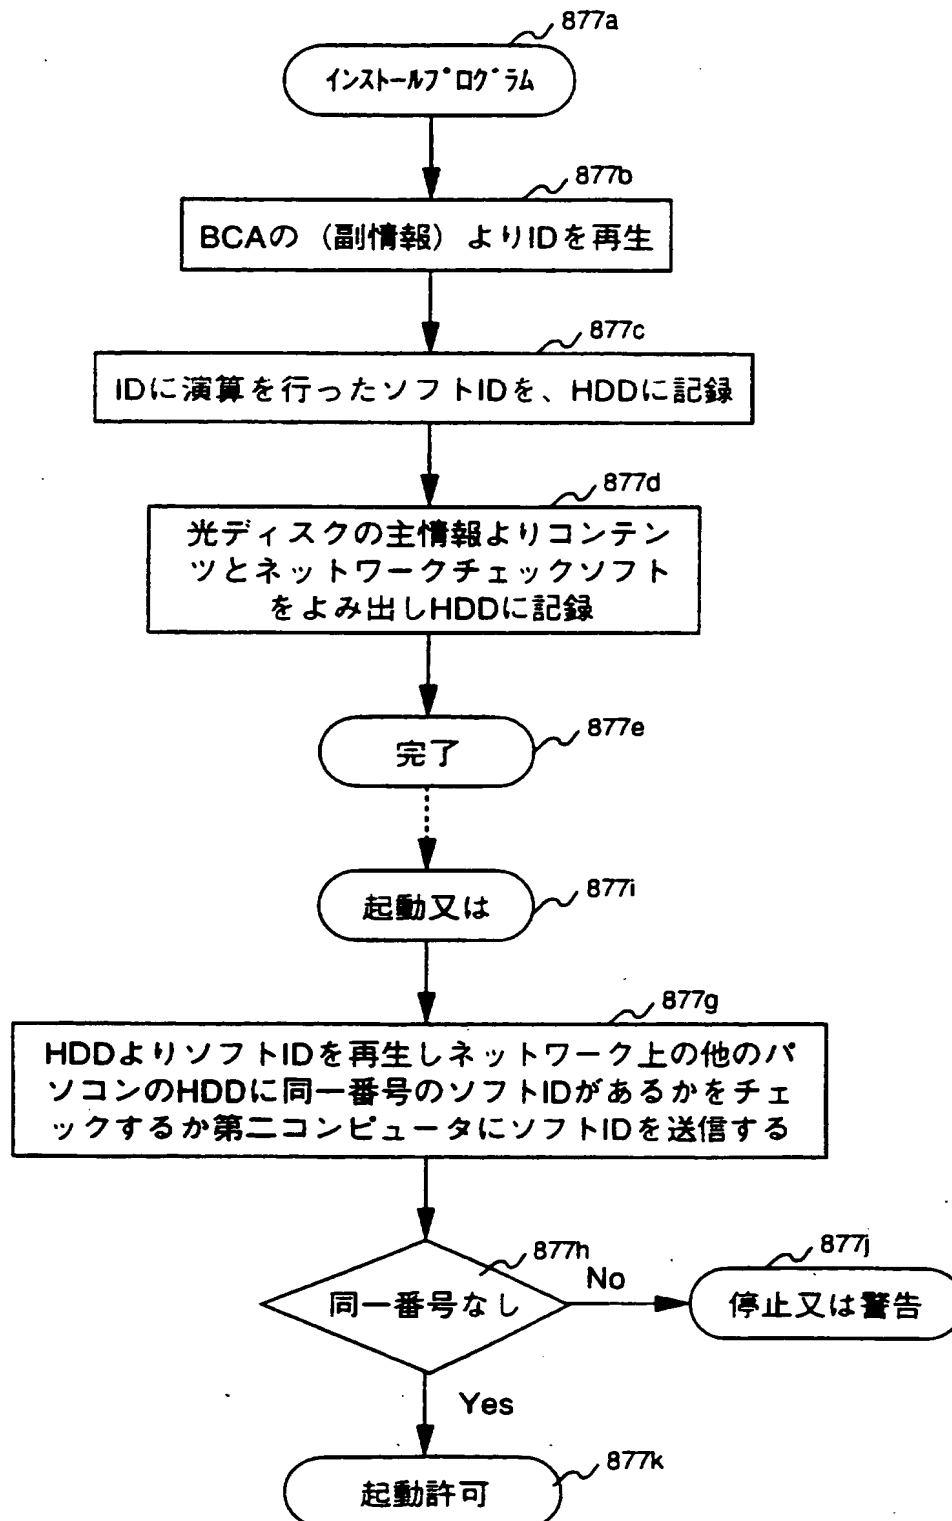 877a
インストールプログラム
877b
BCAの（副情報）よりIDを再生
877c
IDに演算を行ったソフトIDを、HDDに記録
877d
光ディスクの主情報よりコンテン
ツとネットワークチェックソフト
をよみ出しHDDに記録
877e
完了
877i
起動又は
877g
HDDよりソフトIDを再生しネットワーク上の他のパ
ソコンのHDDに同一番号のソフトIDがあるかをチェ
ックするか第二コンピュータにソフトIDを送信する
877h
同一番号なし
No
877j
停止又は警告
Yes
877k
起動許可